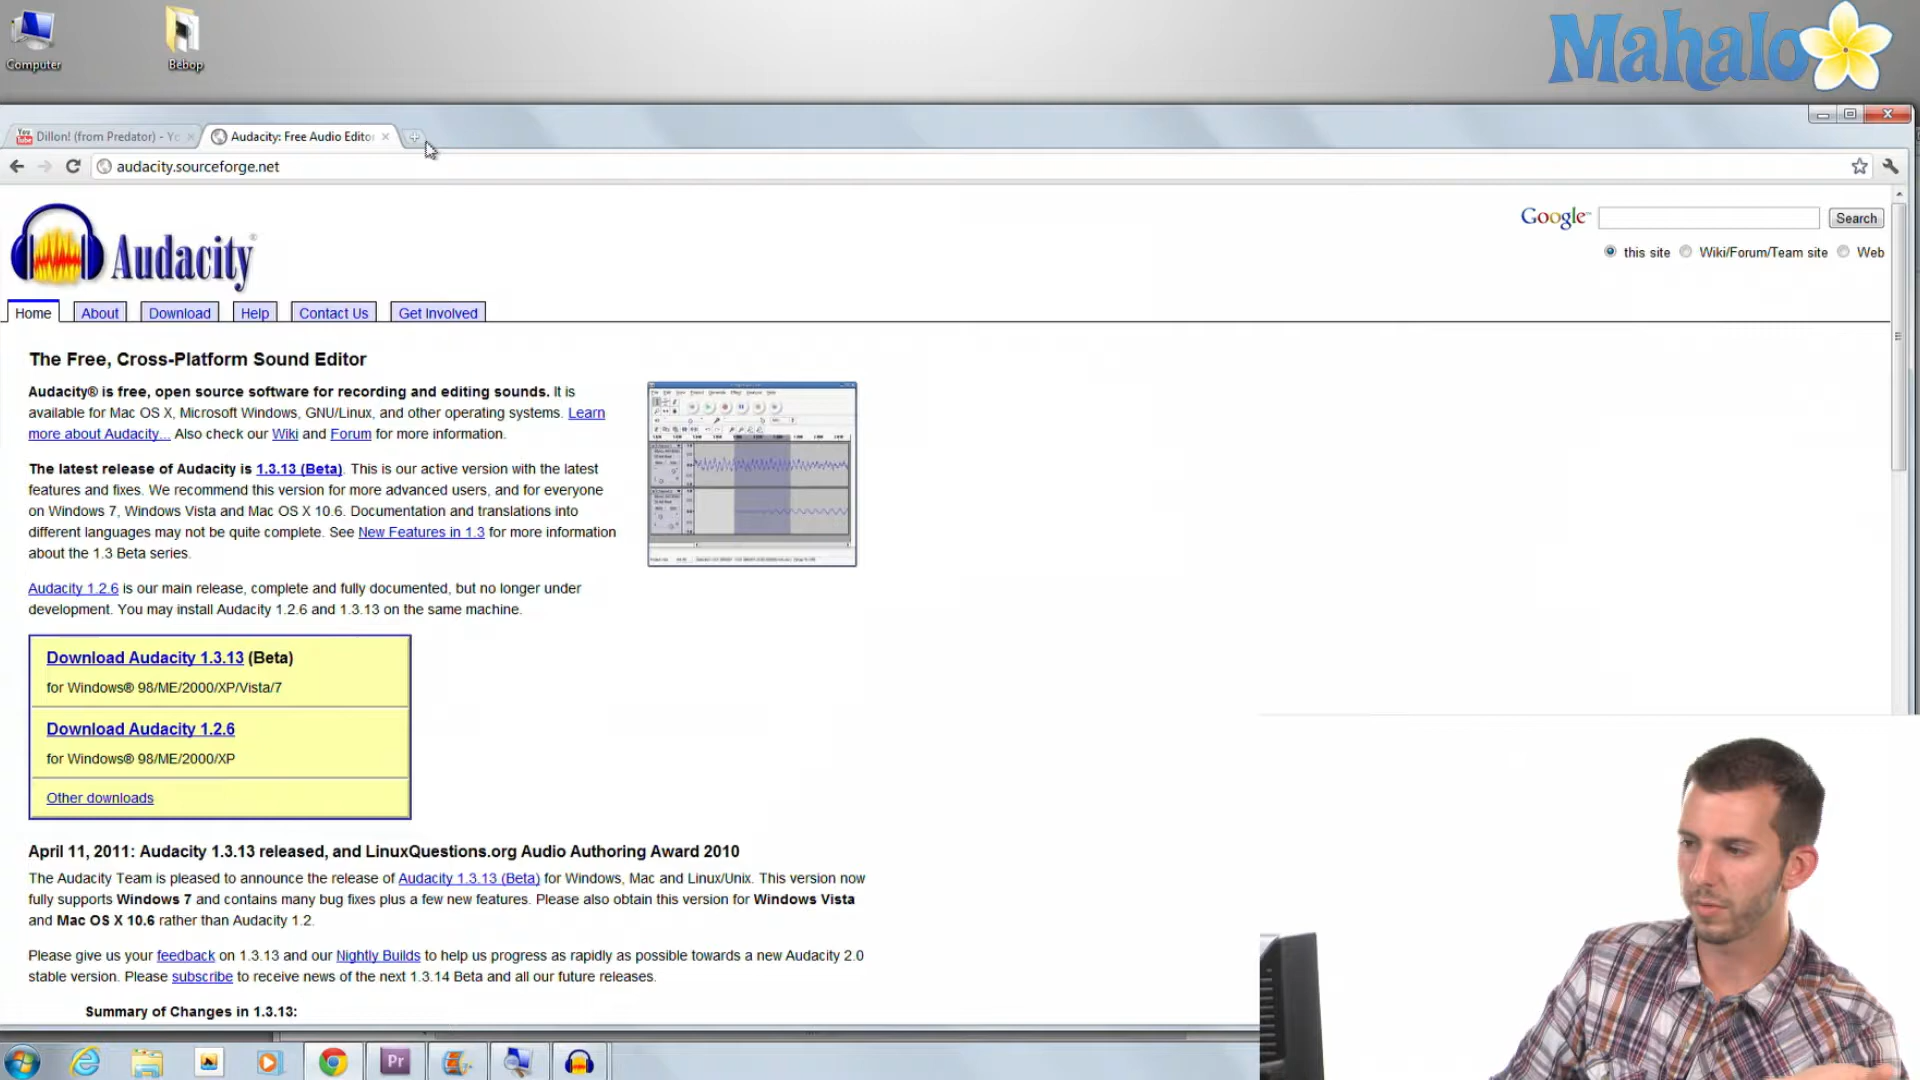 Computer
Bebop
Mahalo
Dillon! (from Predator) - Yo
Audacity: Free Audio Editor
audacity.sourceforge.net
Audacity®
Google™
Search
this site
Wiki/Forum/Team site
Web
Home
About
Download
Help
Contact Us
Get Involved
The Free, Cross-Platform Sound Editor
Audacity® is free, open source software for recording and editing sounds. It is
available for Mac OS X, Microsoft Windows, GNU/Linux, and other operating systems. Learn
more about Audacity... Also check our Wiki and Forum for more information.
The latest release of Audacity is 1.3.13 (Beta). This is our active version with the latest
features and fixes. We recommend this version for more advanced users, and for everyone
on Windows 7, Windows Vista and Mac OS X 10.6. Documentation and translations into
different languages may not be quite complete. See New Features in 1.3 for more information
about the 1.3 Beta series.
Audacity 1.2.6 is our main release, complete and fully documented, but no longer under
development. You may install Audacity 1.2.6 and 1.3.13 on the same machine.
Download Audacity 1.3.13 (Beta)
for Windows® 98/ME/2000/XP/Vista/7
Download Audacity 1.2.6
for Windows® 98/ME/2000/XP
Other downloads
April 11, 2011: Audacity 1.3.13 released, and LinuxQuestions.org Audio Authoring Award 2010
The Audacity Team is pleased to announce the release of Audacity 1.3.13 (Beta) for Windows, Mac and Linux/Unix. This version now
fully supports Windows 7 and contains many bug fixes plus a few new features. Please also obtain this version for Windows Vista
and Mac OS X 10.6 rather than Audacity 1.2.
Please give us your feedback on 1.3.13 and our Nightly Builds to help us progress as rapidly as possible towards a new Audacity 2.0
stable version. Please subscribe to receive news of the next 1.3.14 Beta and all our future releases.
Summary of Changes in 1.3.13:
Pr